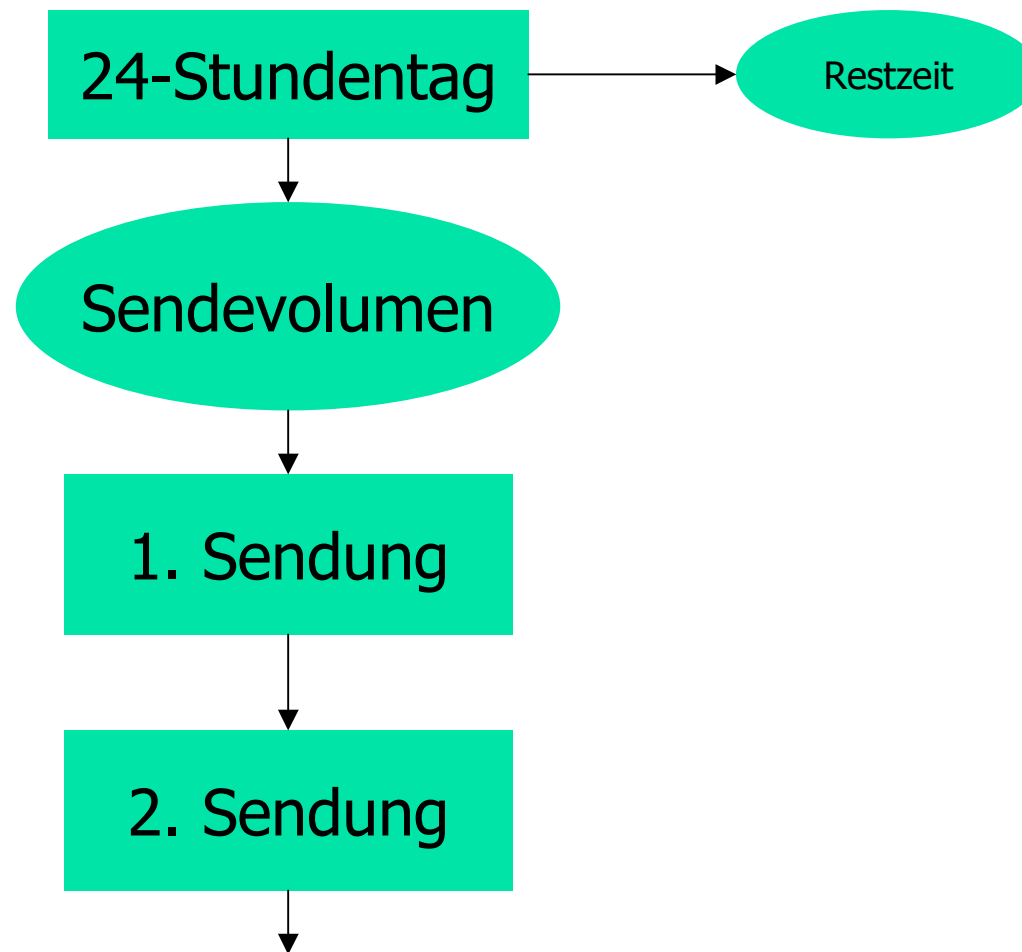 24-Stundentag
Restzeit
Sendevolumen
1. Sendung
2. Sendung